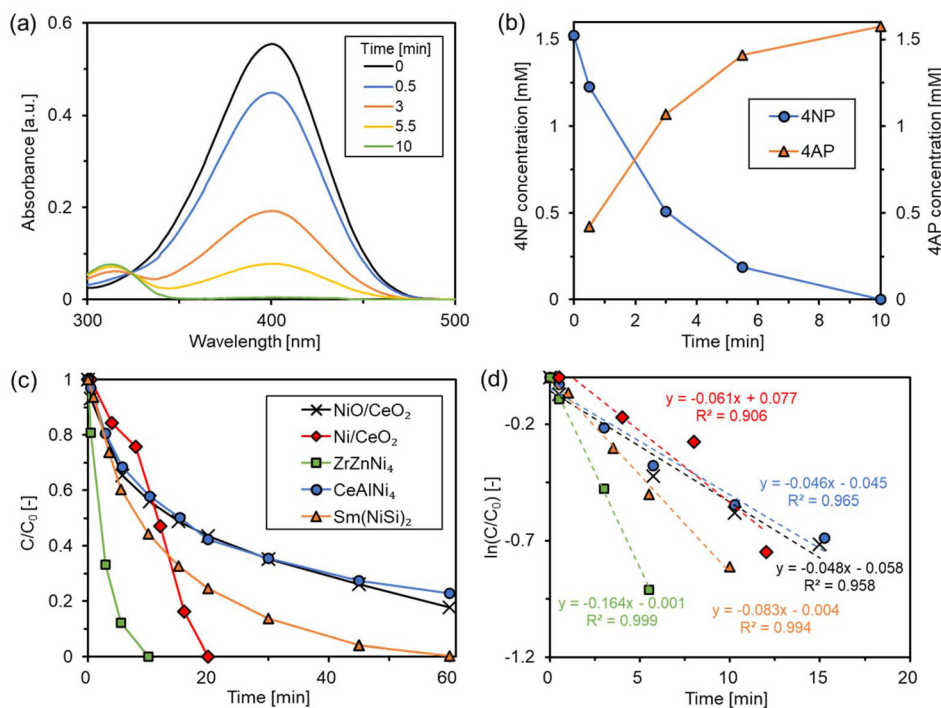 (a)
0.6
0.4
0.2
0
Absorbance [a.u.]
Time [min]
0
0.5
3
5.5
10
300
400
500
Wavelength [nm]
(b)
1.5
1
0.5
0
4NP concentration [mM]
4NP
4AP
1.5
1
0.5
0
4AP concentration [mM]
0
2
4
6
8
10
Time [min]
(c)
1
0.8
0.6
0.4
0.2
0
C/C₀ [-]
NiO/CeO₂
Ni/CeO₂
ZrZnNi₄
CeAlNi₄
Sm(NiSi)₂
0
20
40
60
Time [min]
(d)
-0.2
-0.7
-1.2
ln(C/C₀) [-]
y = -0.061x + 0.077
R² = 0.906
y = -0.046x - 0.045
R² = 0.965
y = -0.048x - 0.058
R² = 0.958
y = -0.164x - 0.001
R² = 0.999
y = -0.083x - 0.004
R² = 0.994
0
5
10
15
20
Time [min]